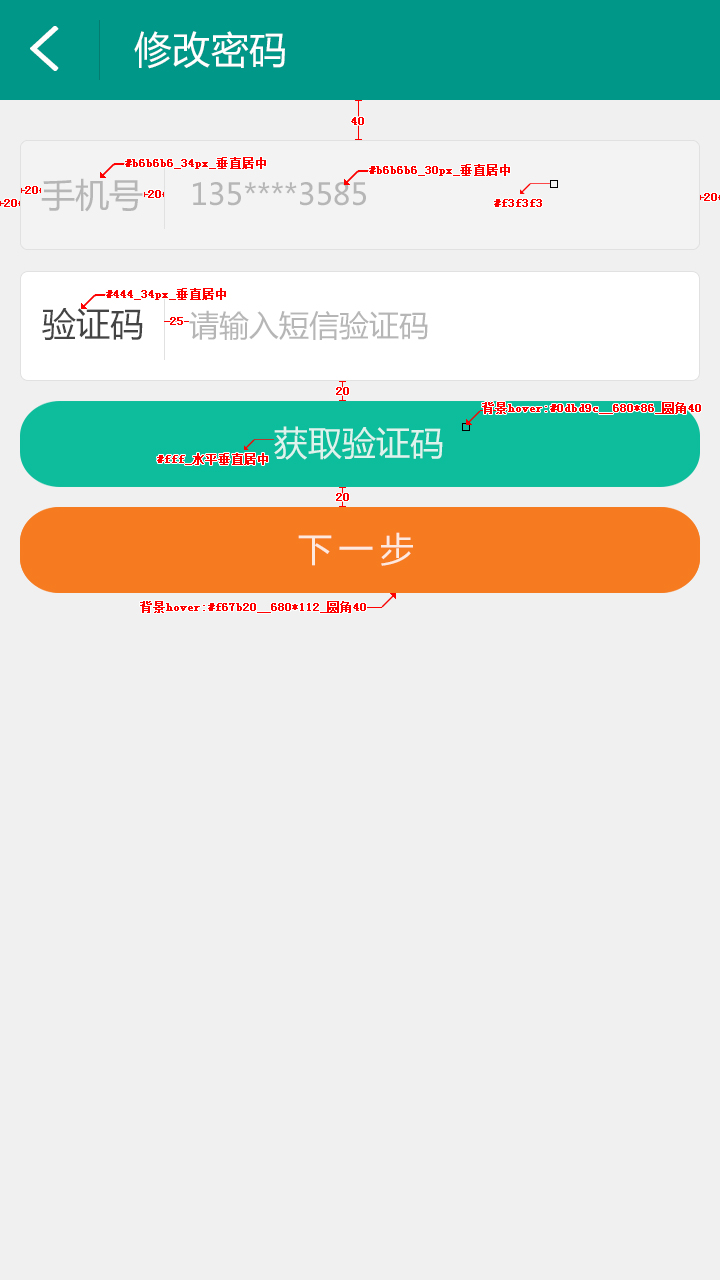 修改密码
40
#b6b6b6_34px_垂直居中
#b6b6b6_30px_垂直居中
20
20
手机号
20
135****3585
#f3f3f3
20
#444_34px_垂直居中
验证码
25
请输入短信验证码
20
背景hover:#0dbd9c__680*86_圆角40
获取验证码
#fff_水平垂直居中
20
下一步
背景hover:#f67b20__680*112_圆角40